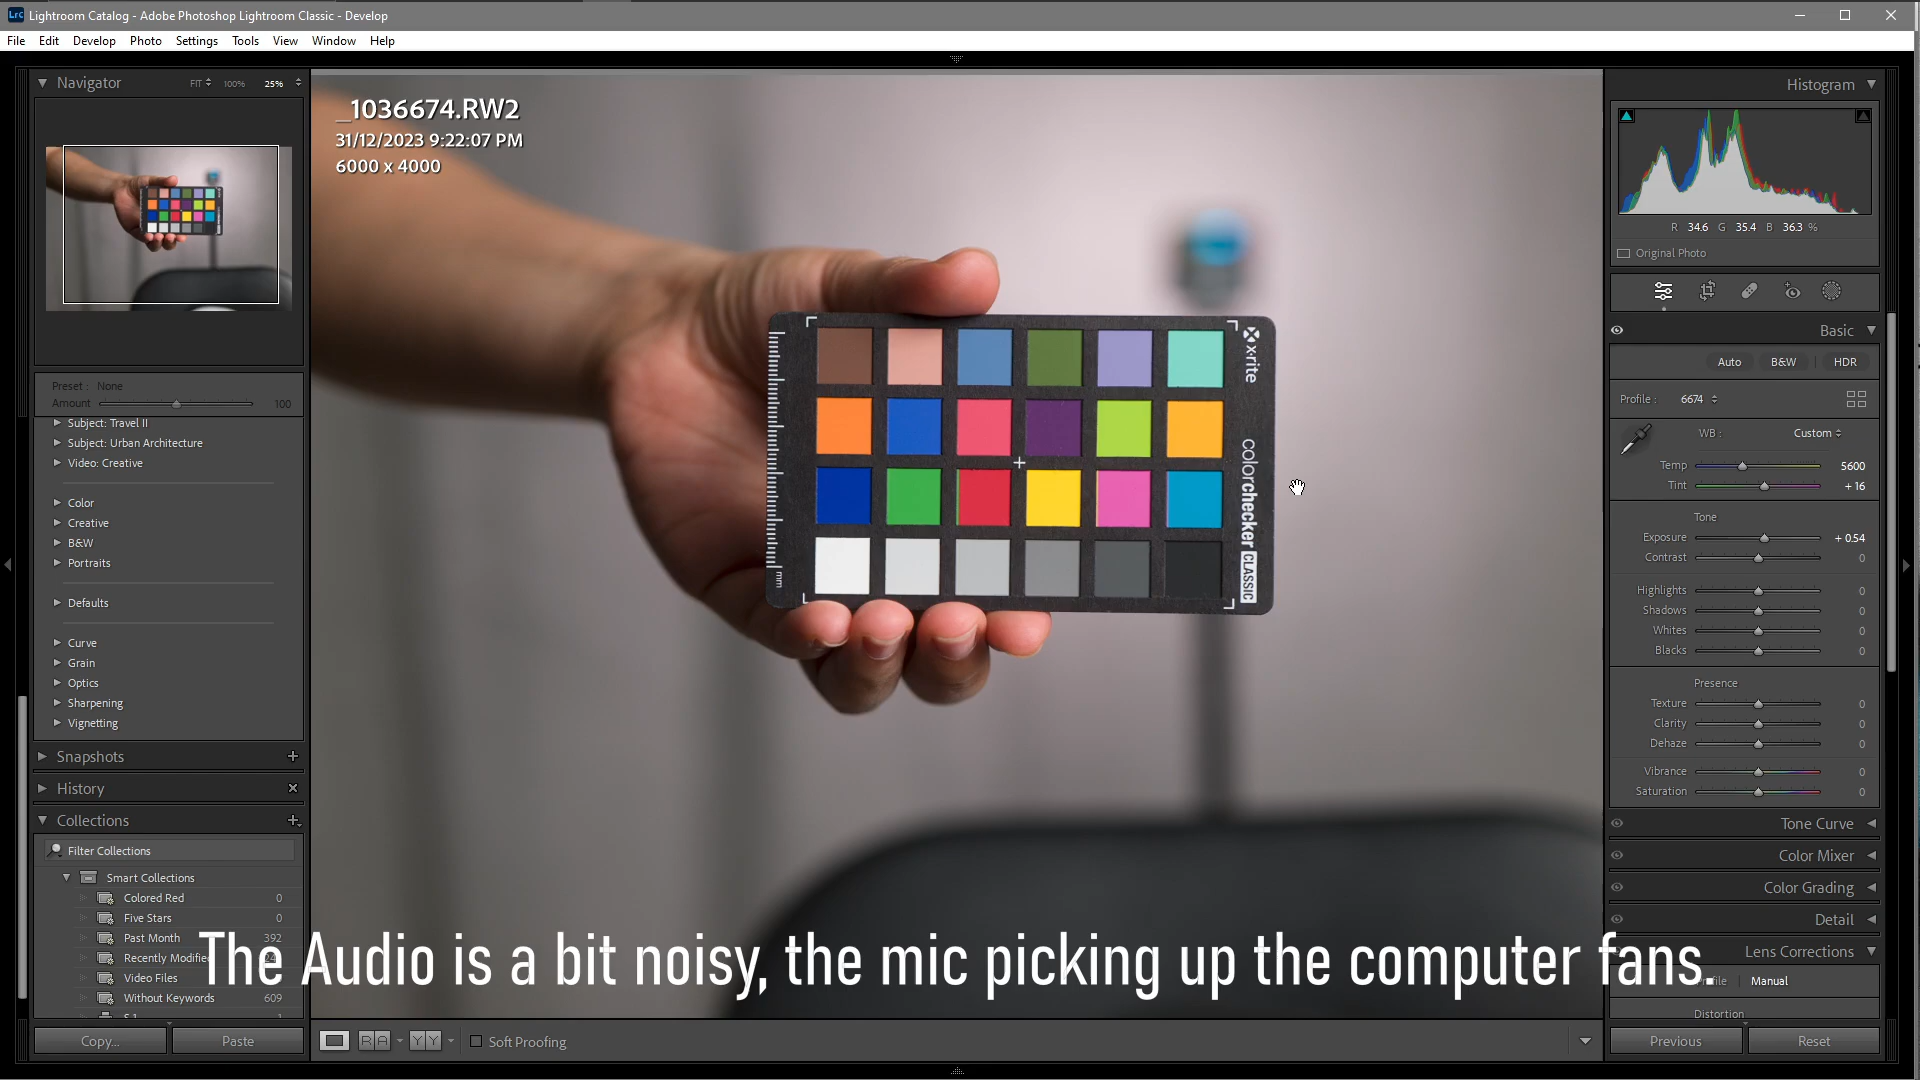 Lrc Lightroom Catalog - Adobe Photoshop Lightroom Classic - Develop
File Edit Develop Photo Settings Tools View Window Help
Navigator FIT 100% 25%
Preset : None
Amount 100
Subject: Travel II
Subject: Urban Architecture
Video: Creative
Color
Creative
B&W
Portraits
Defaults
Curve
Grain
Optics
Sharpening
Vignetting
Snapshots
History
Collections
Filter Collections
Smart Collections
Colored Red 0
Five Stars 0
Past Month 392
Recently Modified
Video Files
Without Keywords 609
Copy... Paste
_1036674.RW2
31/12/2023 9:22:07 PM
6000 x 4000
x-rite
colorchecker CLASSIC
mm
The Audio is a bit noisy, the mic picking up the computer fans.
RA YY Soft Proofing
Histogram
R 34.6 G 35.4 B 36.3 %
Original Photo
Basic
Auto B&W HDR
Profile : 6674
WB : Custom
Temp 5600
Tint + 16
Tone
Exposure + 0.54
Contrast 0
Highlights 0
Shadows 0
Whites 0
Blacks 0
Presence
Texture 0
Clarity 0
Dehaze 0
Vibrance 0
Saturation 0
Tone Curve
Color Mixer
Color Grading
Detail
Lens Corrections
Manual
Distortion
Previous Reset